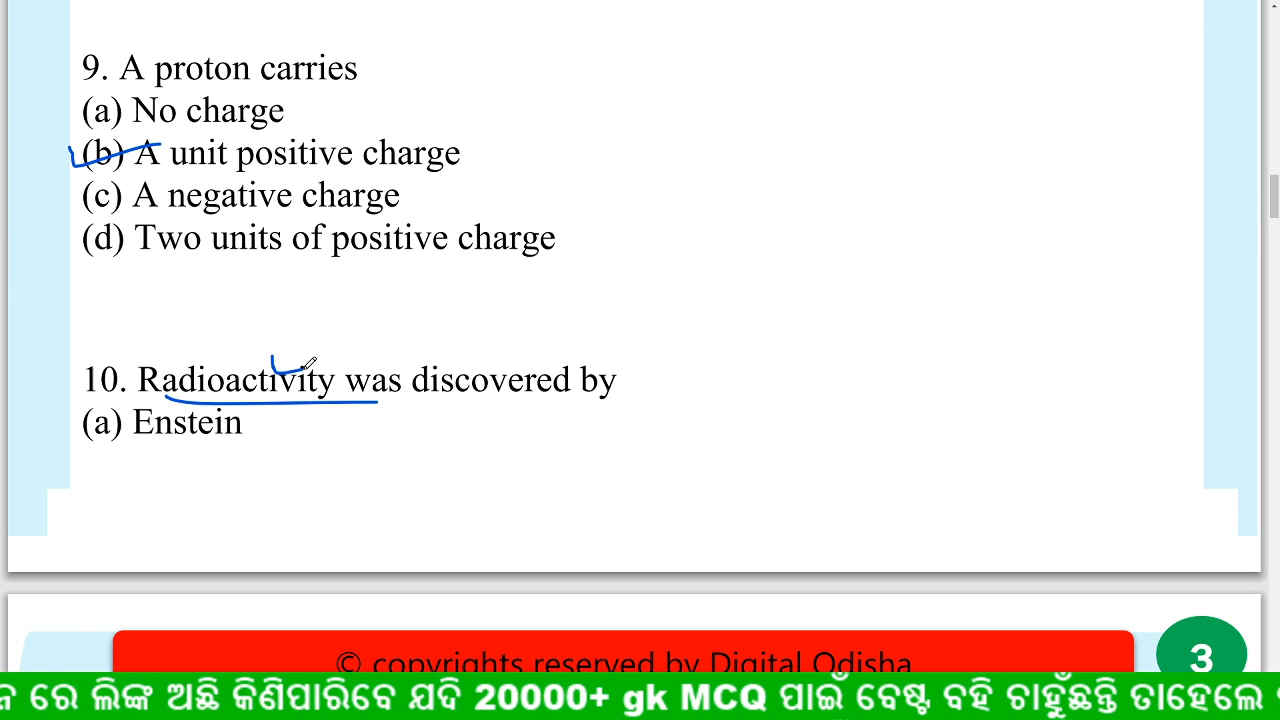 9. A proton carries
(a) No charge
(b) A unit positive charge
(c) A negative charge
(d) Two units of positive charge
10. Radioactivity was discovered by
(a) Enstein
© copyrights reserved by Digital Odisha
3
ରେ ଲିଙ୍କ ଅଛି କିଣିପାରିବେ ଯଦି 20000+ gk MCQ ପାଇଁ ବେଷ୍ଟ ବହି ଚାହୁଁଛନ୍ତି ତାହେଲେ